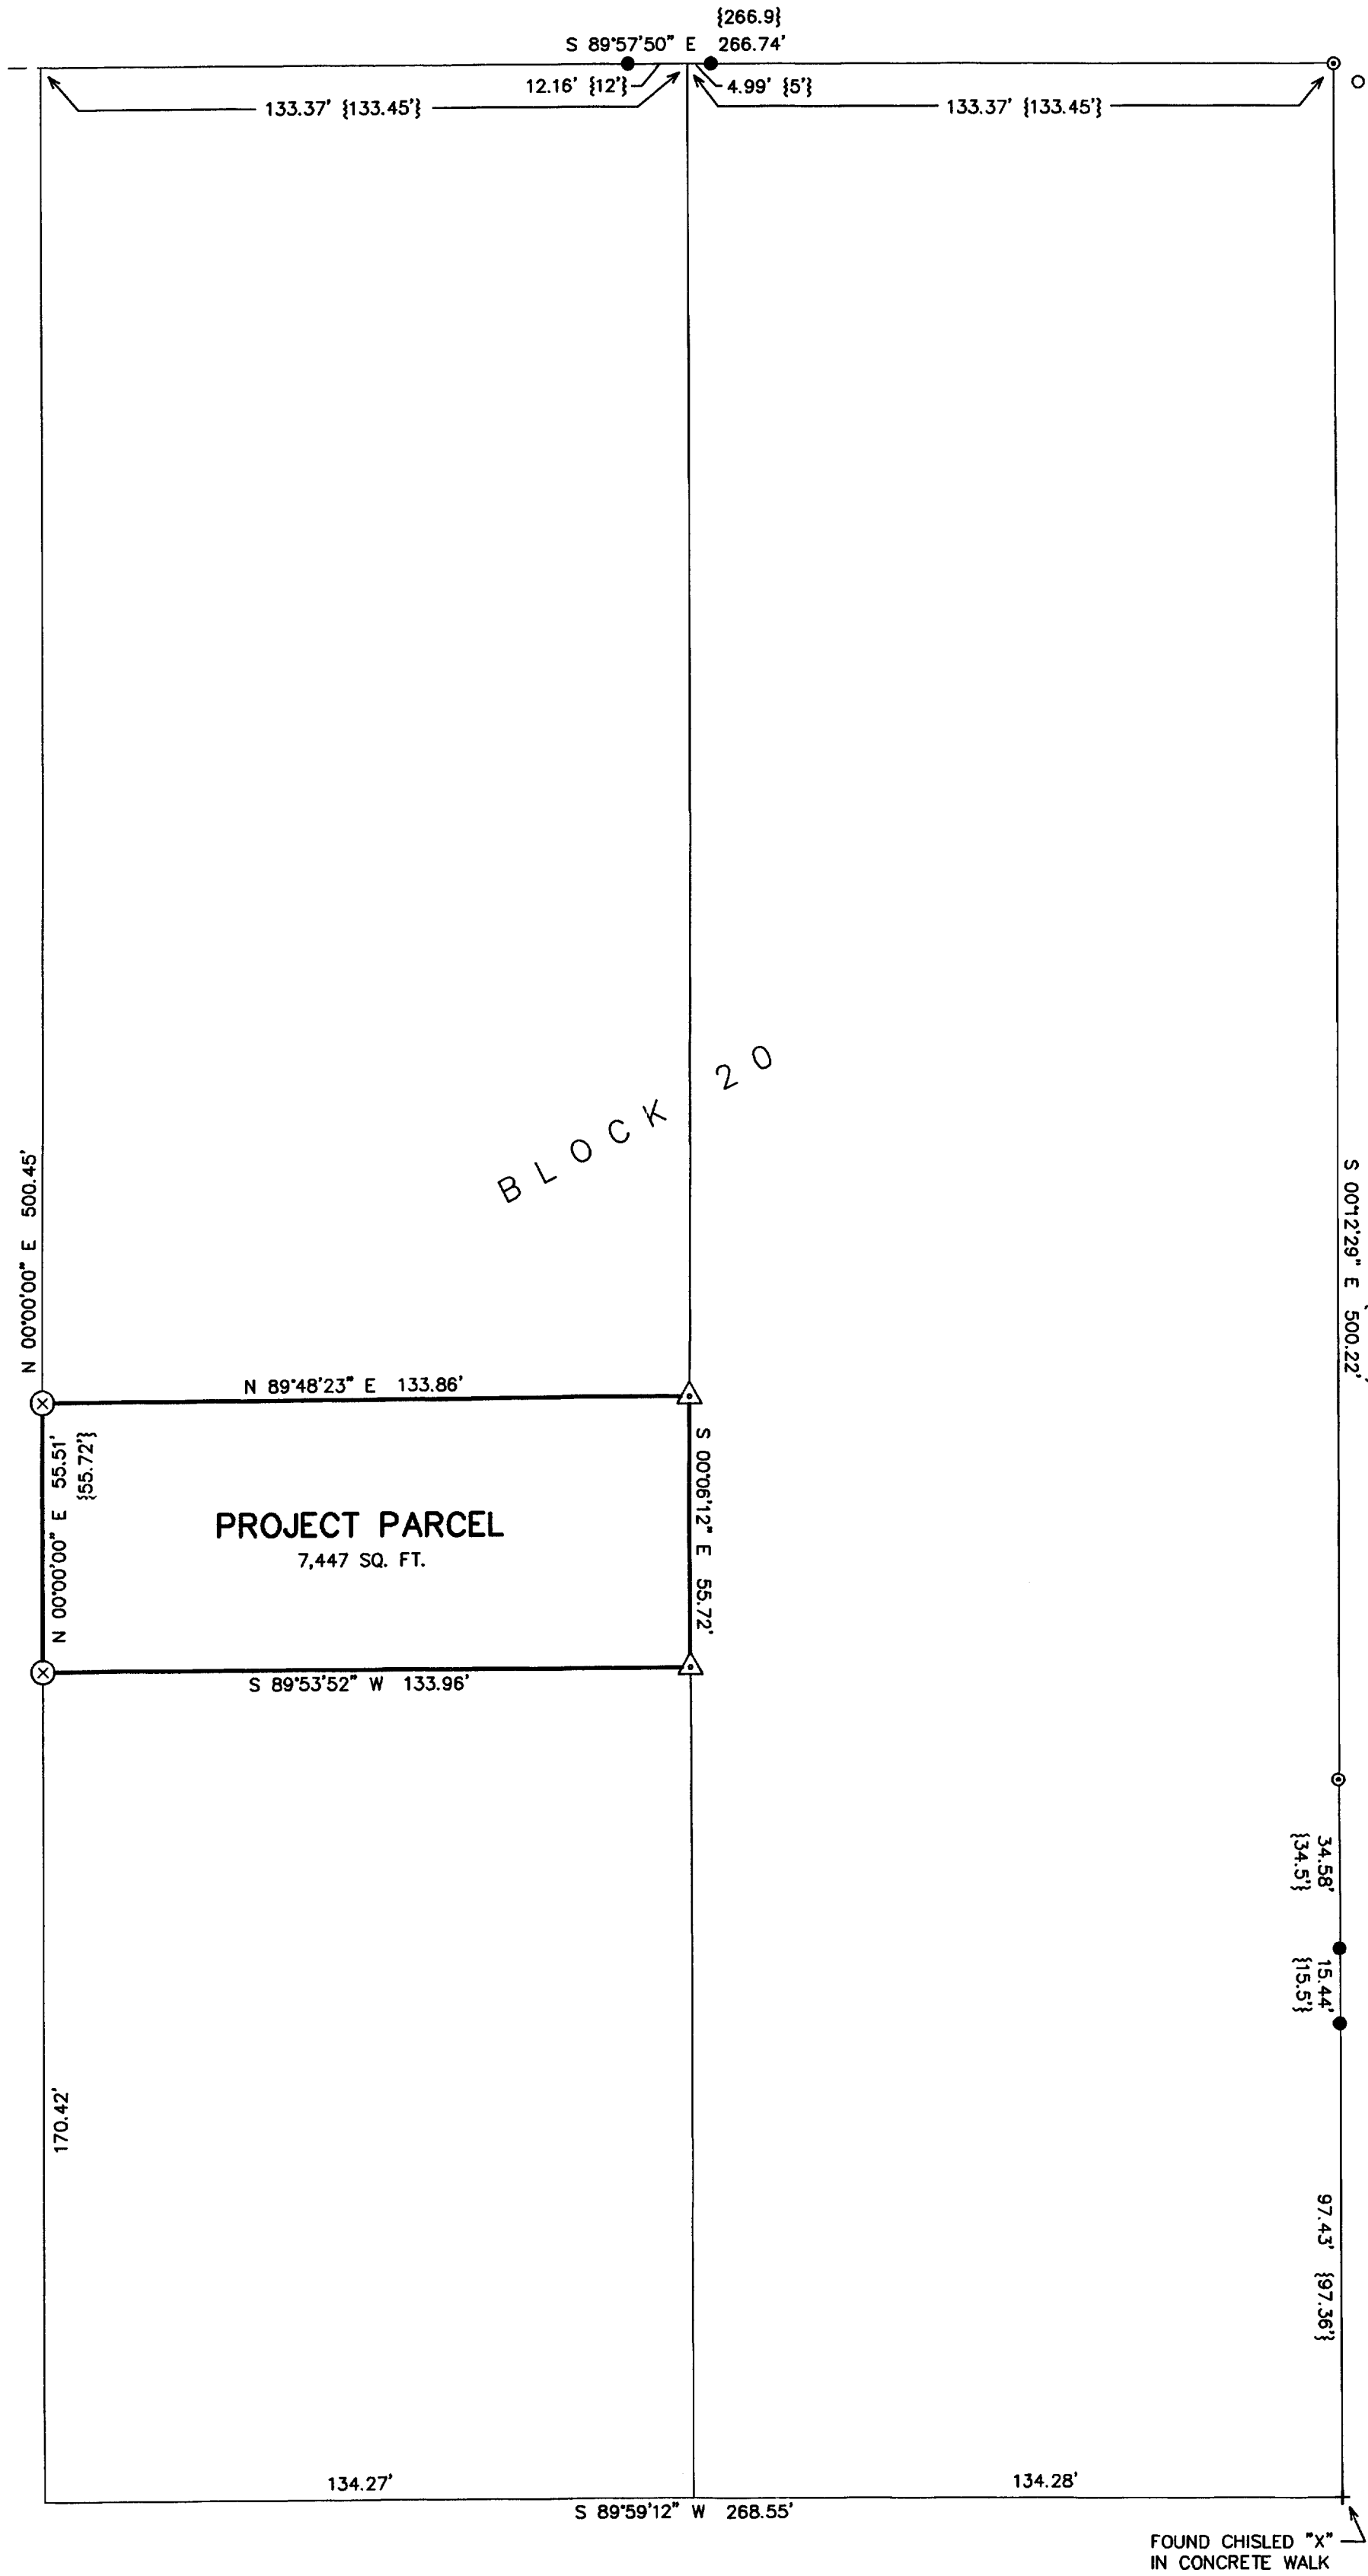 {266.9}
S 89°57'50" E 266.74'
12.16' {12'}
4.99' {5'}
133.37' {133.45'}
133.37' {133.45'}
BLOCK 20
N 00°00'00" E 500.45'
S 00°12'29" E 500.22'
N 89°48'23" E 133.86'
N 00°00'00" E 55.51'
{55.72'}
S 00°06'12" E 55.72'
PROJECT PARCEL
7,447 SQ. FT.
S 89°53'52" W 133.96'
34.58'
{34.5'}
15.44'
{15.5'}
170.42'
97.43' {97.36'}
134.27'
134.28'
S 89°59'12" W 268.55'
FOUND CHISLED "X"
IN CONCRETE WALK